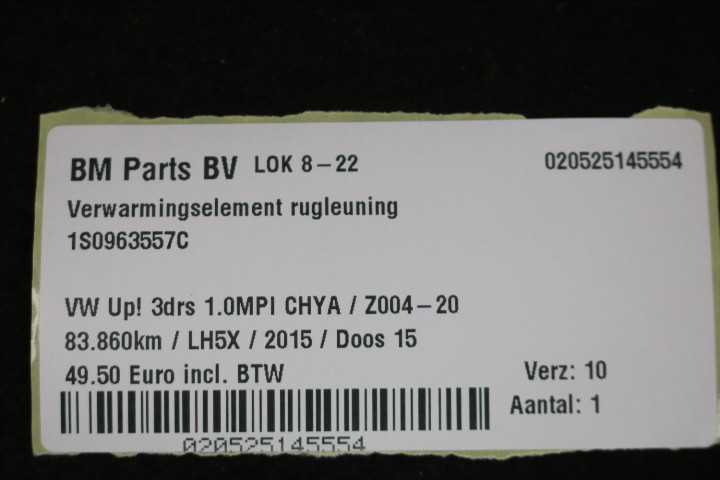 BM Parts BV LOK 8-22 020525145554
Verwarmingselement rugleuning
1S0963557C
VW Up! 3drs 1.0MPI CHYA / Z004-20
83.860km / LH5X / 2015 / Doos 15
49.50 Euro incl. BTW Verz: 10
Aantal: 1
020525145554